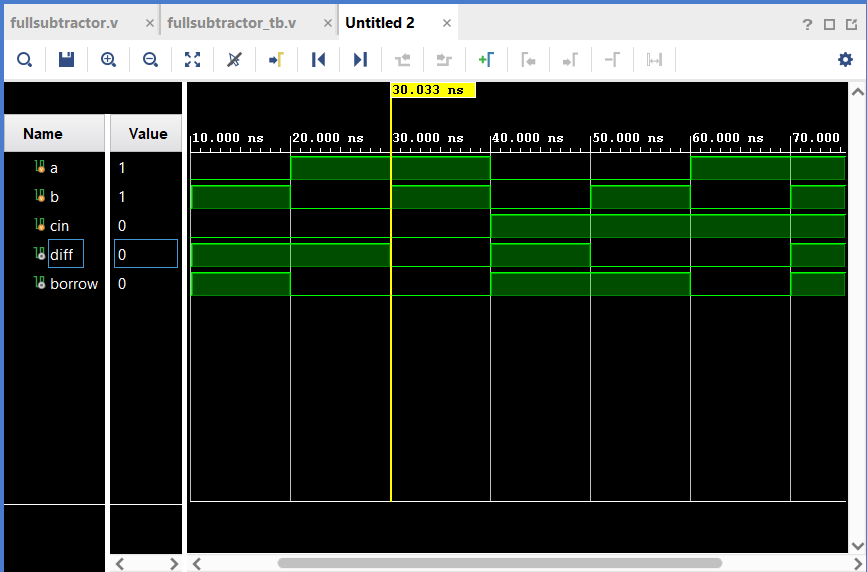 fullsubtractor.v × fullsubtractor_tb.v × Untitled 2 × ?
30.033 ns
Name Value 10.000 ns 20.000 ns 30.000 ns 40.000 ns 50.000 ns 60.000 ns 70.000
a 1
b 1
cin 0
diff 0
borrow 0